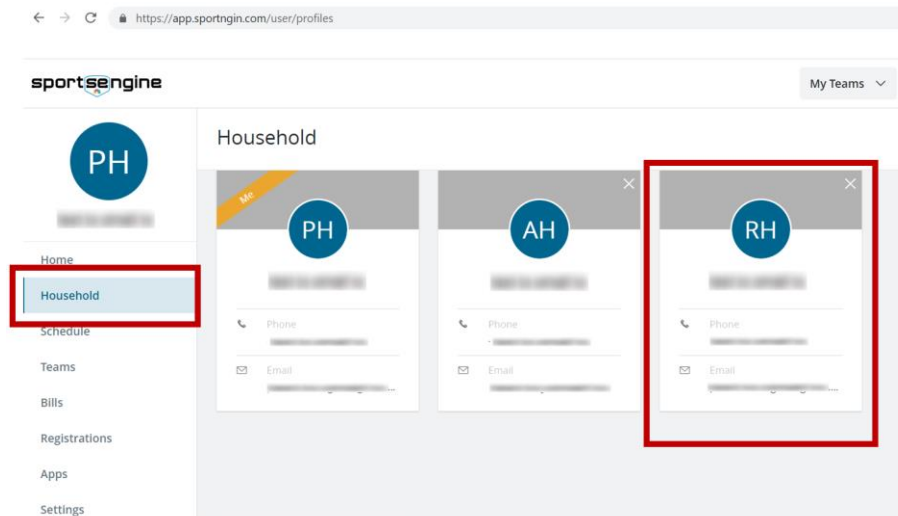 https://app.sportngin.com/user/profiles
sportsengine
My Teams
PH
Home
Household
Schedule
Teams
Bills
Registrations
Apps
Settings
Household
Me
PH
Phone
Email
AH
Phone
Email
RH
Phone
Email